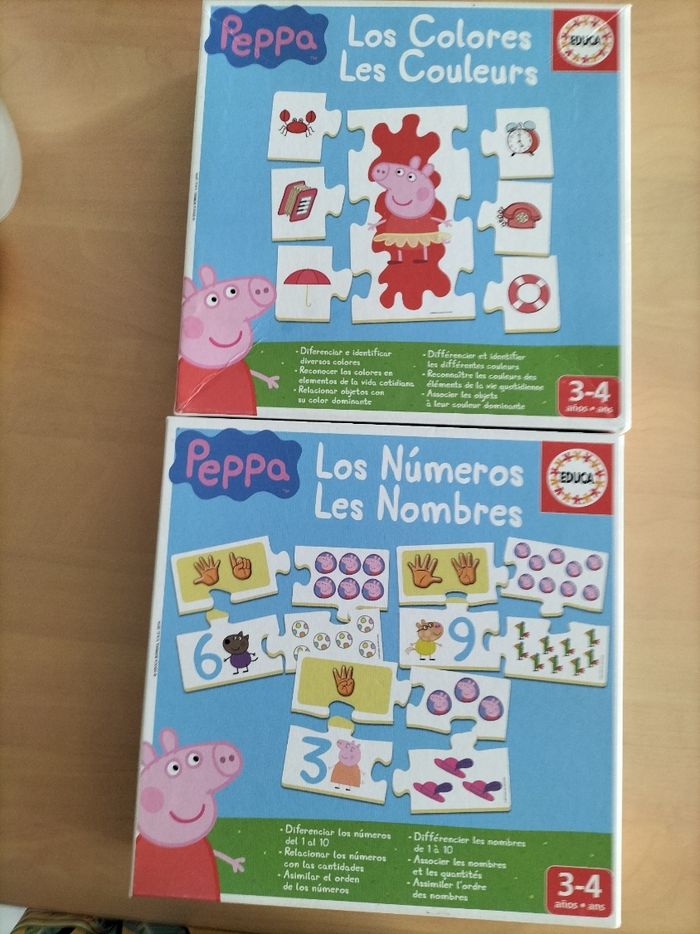 Peppa
Los Colores
Les Couleurs
EDUCA
• Diferenciar e identificar
diversos colores
• Reconocer los colores en
elementos de la vida cotidiana
• Relacionar objetos con
su color dominante
• Différencier et identifier
les différentes couleurs
• Reconnaître les couleurs des
éléments de la vie quotidienne
• Associer les objets
à leur couleur dominante
3-4
años • ans
Peppa
Los Números
Les Nombres
EDUCA
6
9
3
• Diferenciar los números
del 1 al 10
• Relacionar los números
con las cantidades
• Asimilar el orden
de los números
• Différencier les nombres
de 1 à 10
• Associer les nombres
et les quantités
• Assimiler l'ordre
des nombres
3-4
años • ans